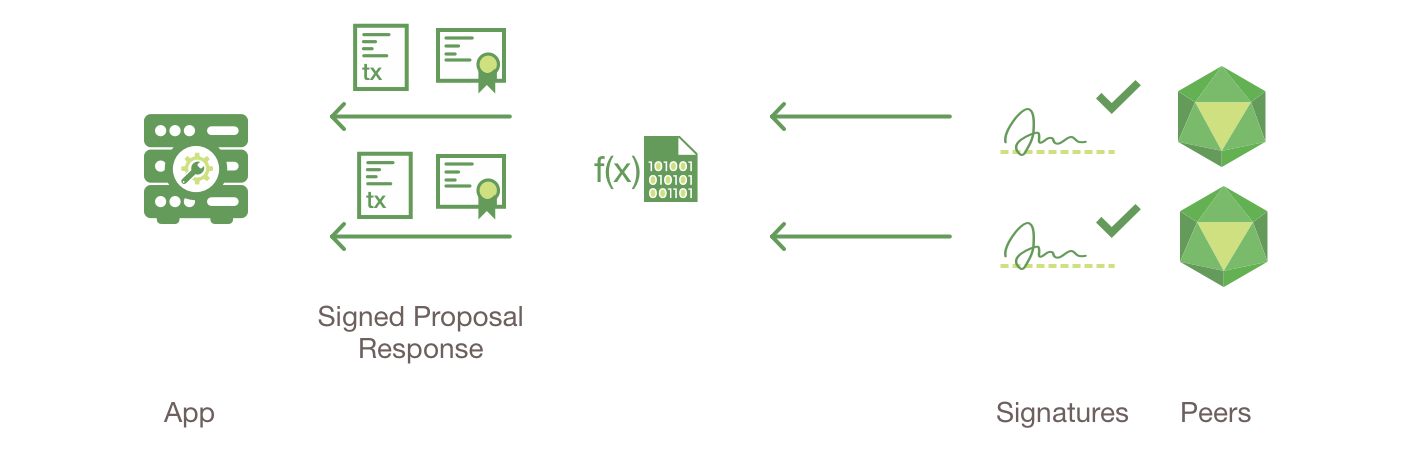 tx
tx
f(x)
101001
010101
001101
Signed Proposal
Response
App
Signatures
Peers